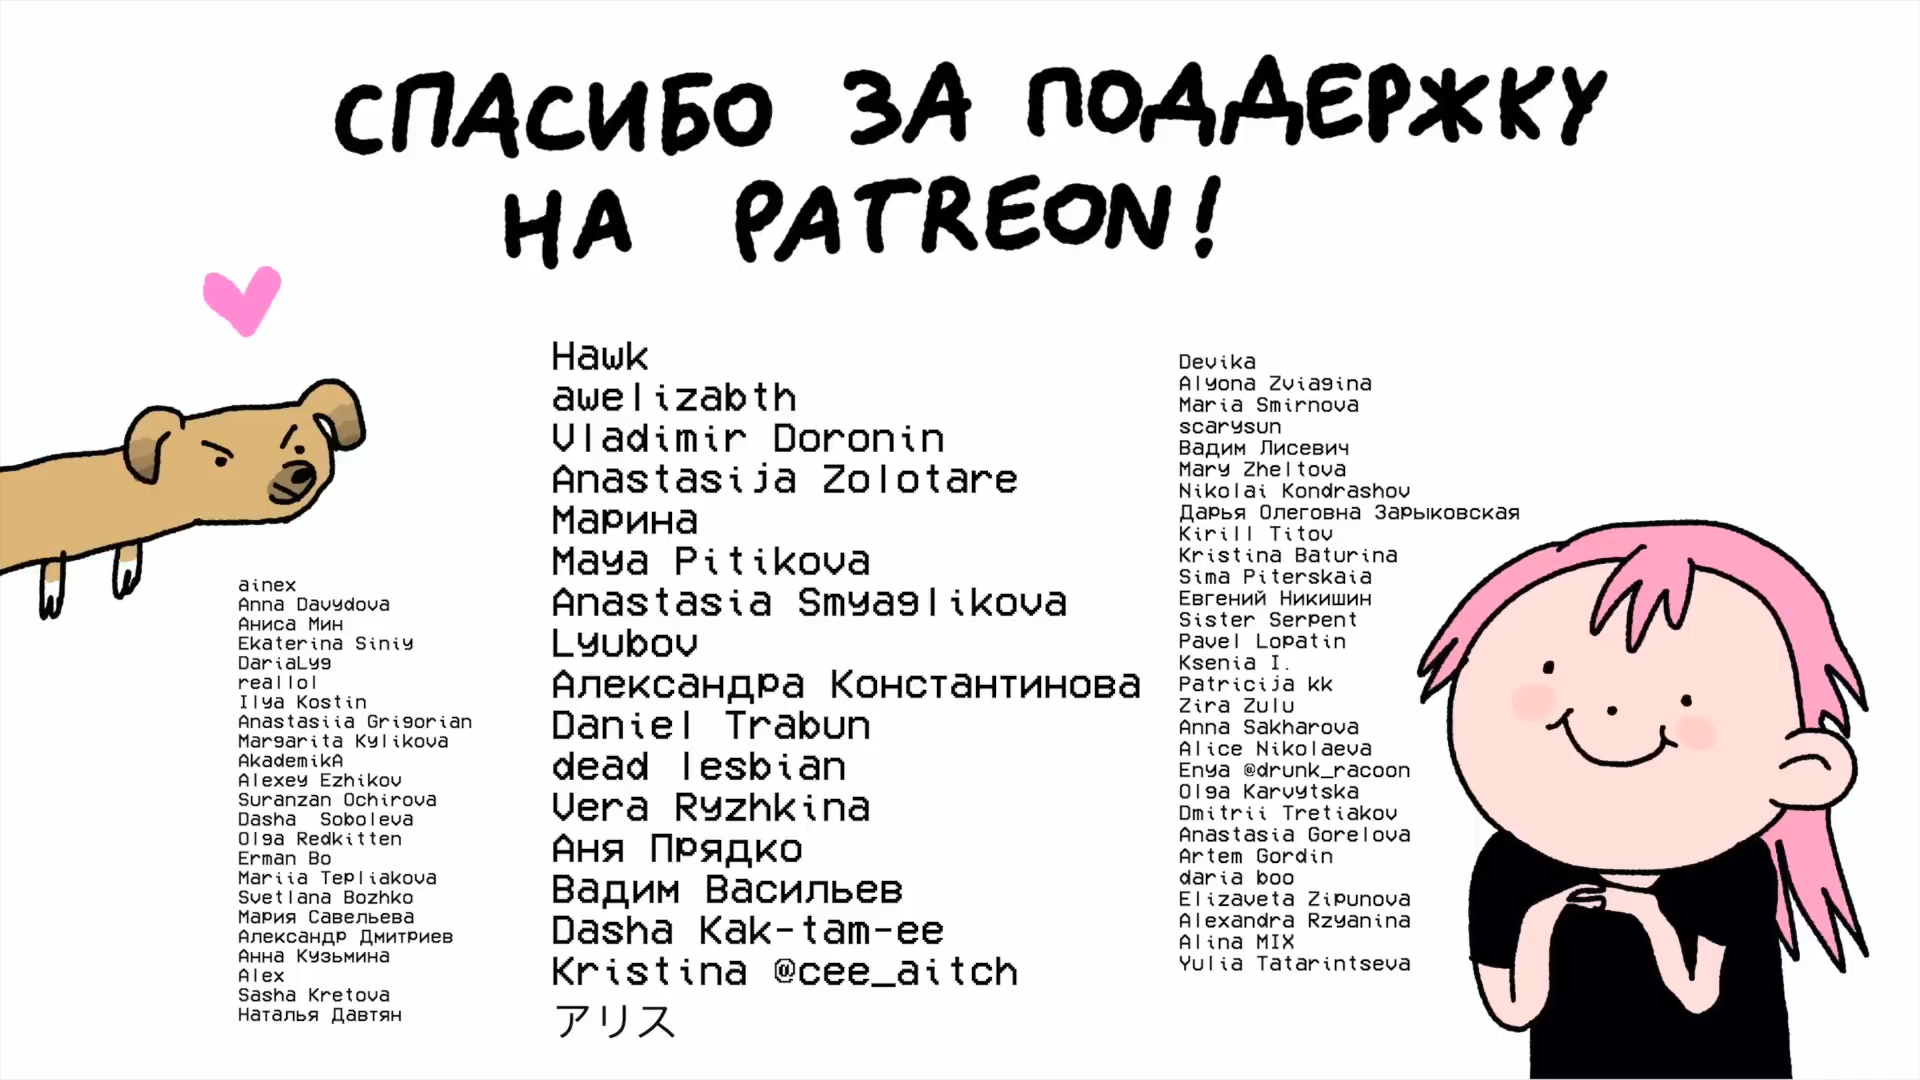 СПАСИБО ЗА ПОДДЕРЖКУ
НА PATREON!
ainex
Anna Davydova
Аниса Мин
Ekaterina Siniy
DariaLyg
reallol
Ilya Kostin
Anastasiia Grigorian
Margarita Kylikova
AkademikA
Alexey Ezhikov
Suranzan Ochirova
Dasha  Soboleva
Olga Redkitten
Erman Bo
Mariia Tepliakova
Svetlana Bozhko
Мария Савельева
Александр Дмитриев
Анна Кузьмина
Alex
Sasha Kretova
Наталья Давтян
Hawk
awelizabth
Vladimir Doronin
Anastasija Zolotare
Марина
Maya Pitikova
Anastasia Smyaglikova
Lyubov
Александра Константинова
Daniel Trabun
dead lesbian
Vera Ryzhkina
Аня Прядко
Вадим Васильев
Dasha Kak-tam-ee
Kristina @cee_aitch
アリス
Devika
Alyona Zviagina
Maria Smirnova
scarysun
Вадим Лисевич
Mary Zheltova
Nikolai Kondrashov
Дарья Олеговна Зарыковская
Kirill Titov
Kristina Baturina
Sima Piterskaia
Евгений Никишин
Sister Serpent
Pavel Lopatin
Ksenia I.
Patricija kk
Zira Zulu
Anna Sakharova
Alice Nikolaeva
Enya @drunk_racoon
Olga Karvytska
Dmitrii Tretiakov
Anastasia Gorelova
Artem Gordin
daria boo
Elizaveta Zipunova
Alexandra Rzyanina
Alina MIX
Yulia Tatarintseva